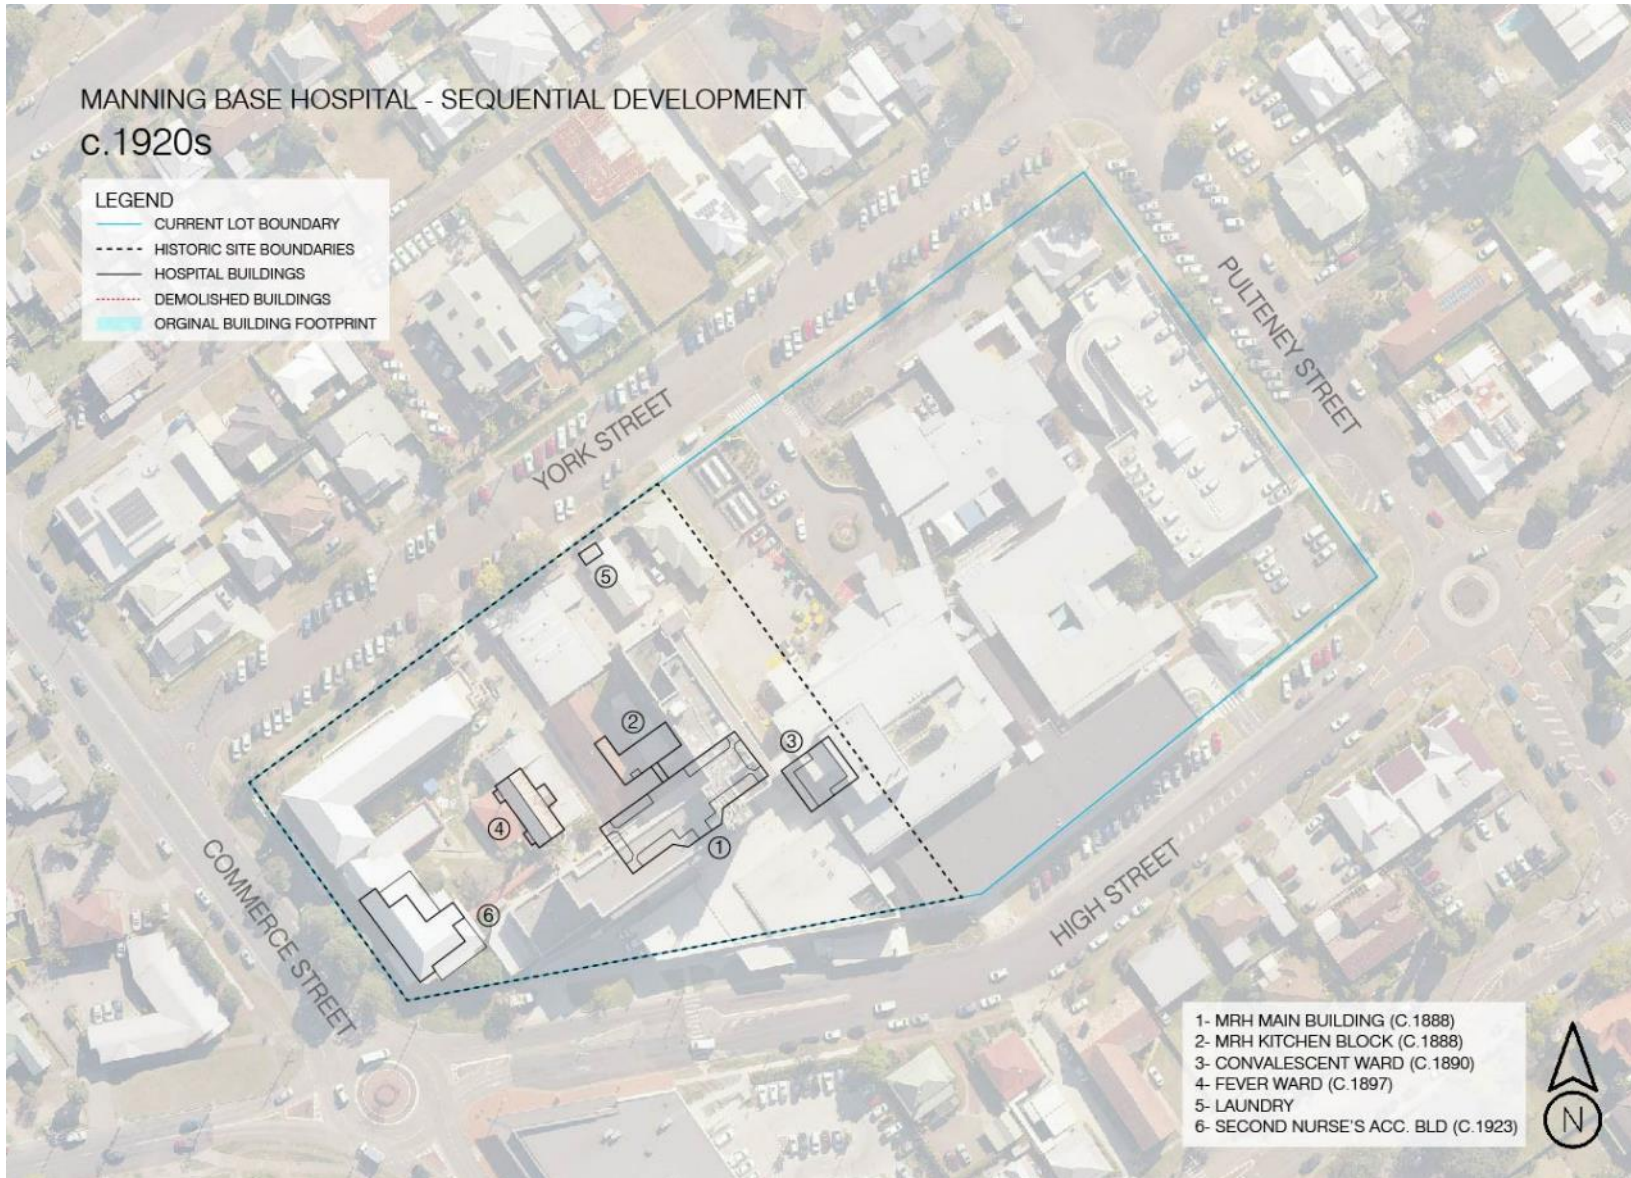 MANNING BASE HOSPITAL - SEQUENTIAL DEVELOPMENT
c.1920s
LEGEND
CURRENT LOT BOUNDARY
HISTORIC SITE BOUNDARIES
HOSPITAL BUILDINGS
DEMOLISHED BUILDINGS
ORGINAL BUILDING FOOTPRINT
PULTENEY STREET
YORK STREET
5
2
3
4
1
6
COMMERCE STREET
HIGH STREET
1- MRH MAIN BUILDING (C.1888)
2- MRH KITCHEN BLOCK (C.1888)
3- CONVALESCENT WARD (C.1890)
4- FEVER WARD (C.1897)
5- LAUNDRY
6- SECOND NURSE'S ACC. BLD (C.1923)
N